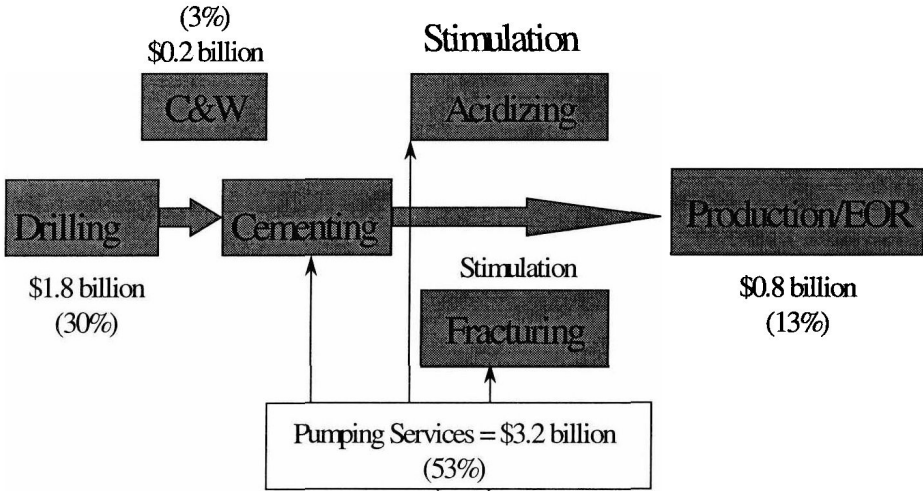 (3%)
$0.2 billion
Stimulation
C&W
Acidizing
Drilling
Cementing
Production/EOR
$1.8 billion
(30%)
Stimulation
$0.8 billion
(13%)
Fracturing
Pumping Services = $3.2 billion
(53%)